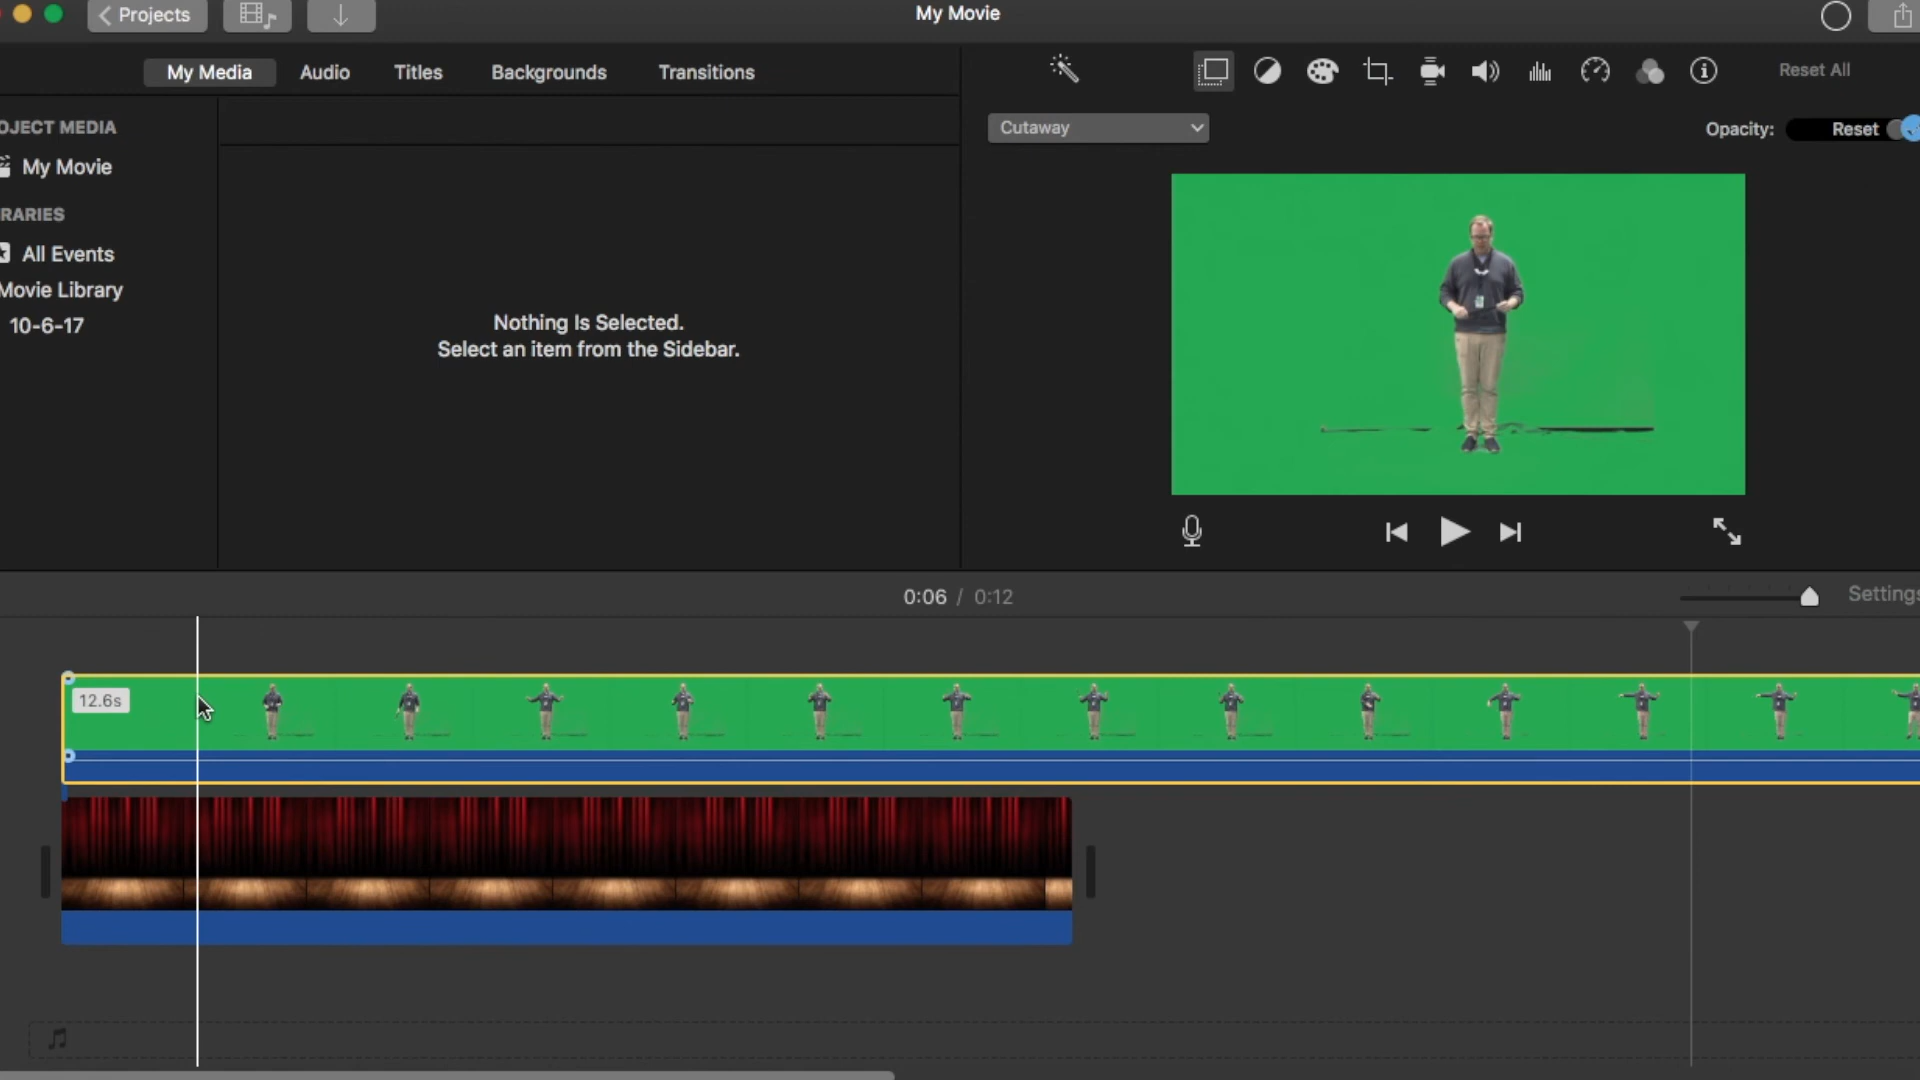 Projects
My Movie
My Media
Audio
Titles
Backgrounds
Transitions
Reset All
OJECT MEDIA
My Movie
RARIES
All Events
Movie Library
10-6-17
Nothing Is Selected.
Select an item from the Sidebar.
Cutaway
Opacity:
Reset
0:06 / 0:12
Settings
12.6s